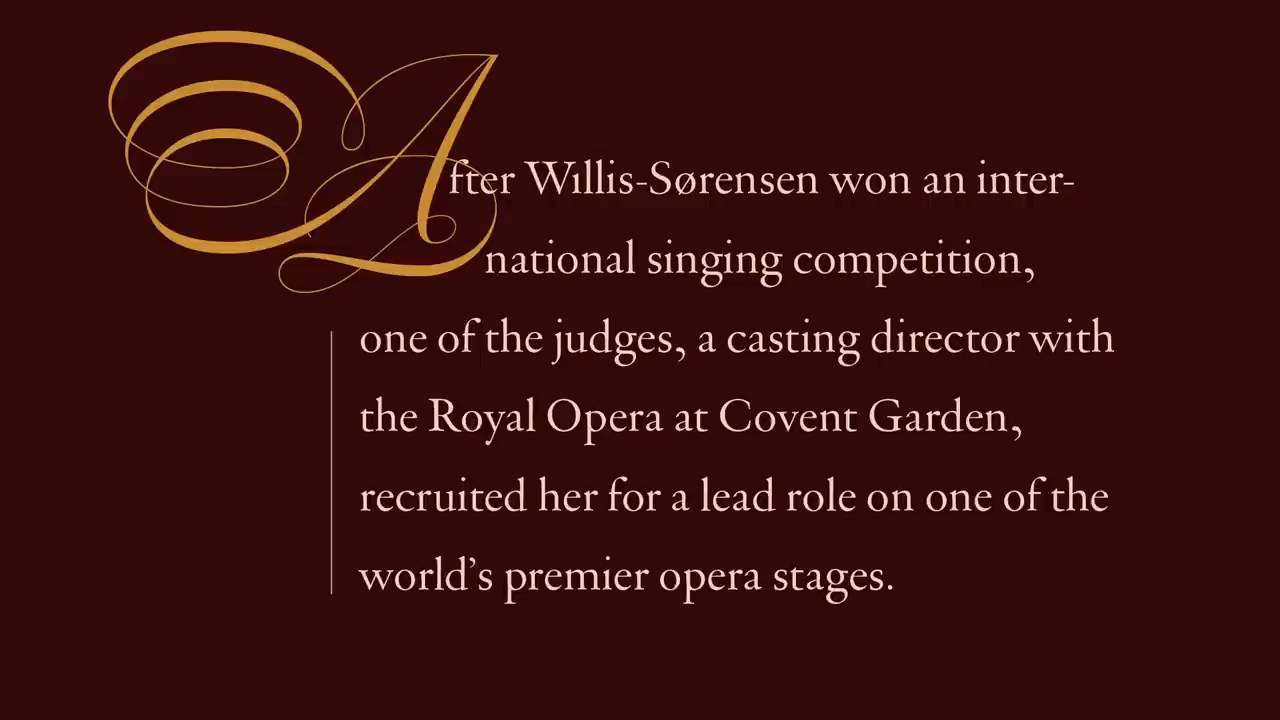 After Willis-Sørensen won an inter-
national singing competition,
one of the judges, a casting director with
the Royal Opera at Covent Garden,
recruited her for a lead role on one of the
world’s premier opera stages.